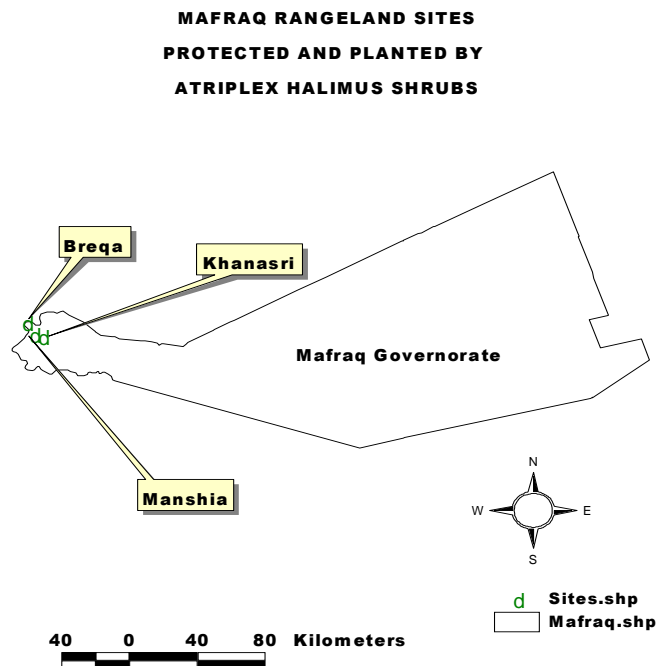 MAFRAQ RANGELAND SITES
PROTECTED AND PLANTED BY
ATRIPLEX HALIMUS SHRUBS
Breqa
Khanasri
d
d d
Mafraq Governorate
Manshia
N
W E
S
d Sites.shp
Mafraq.shp
40 0 40 80 Kilometers